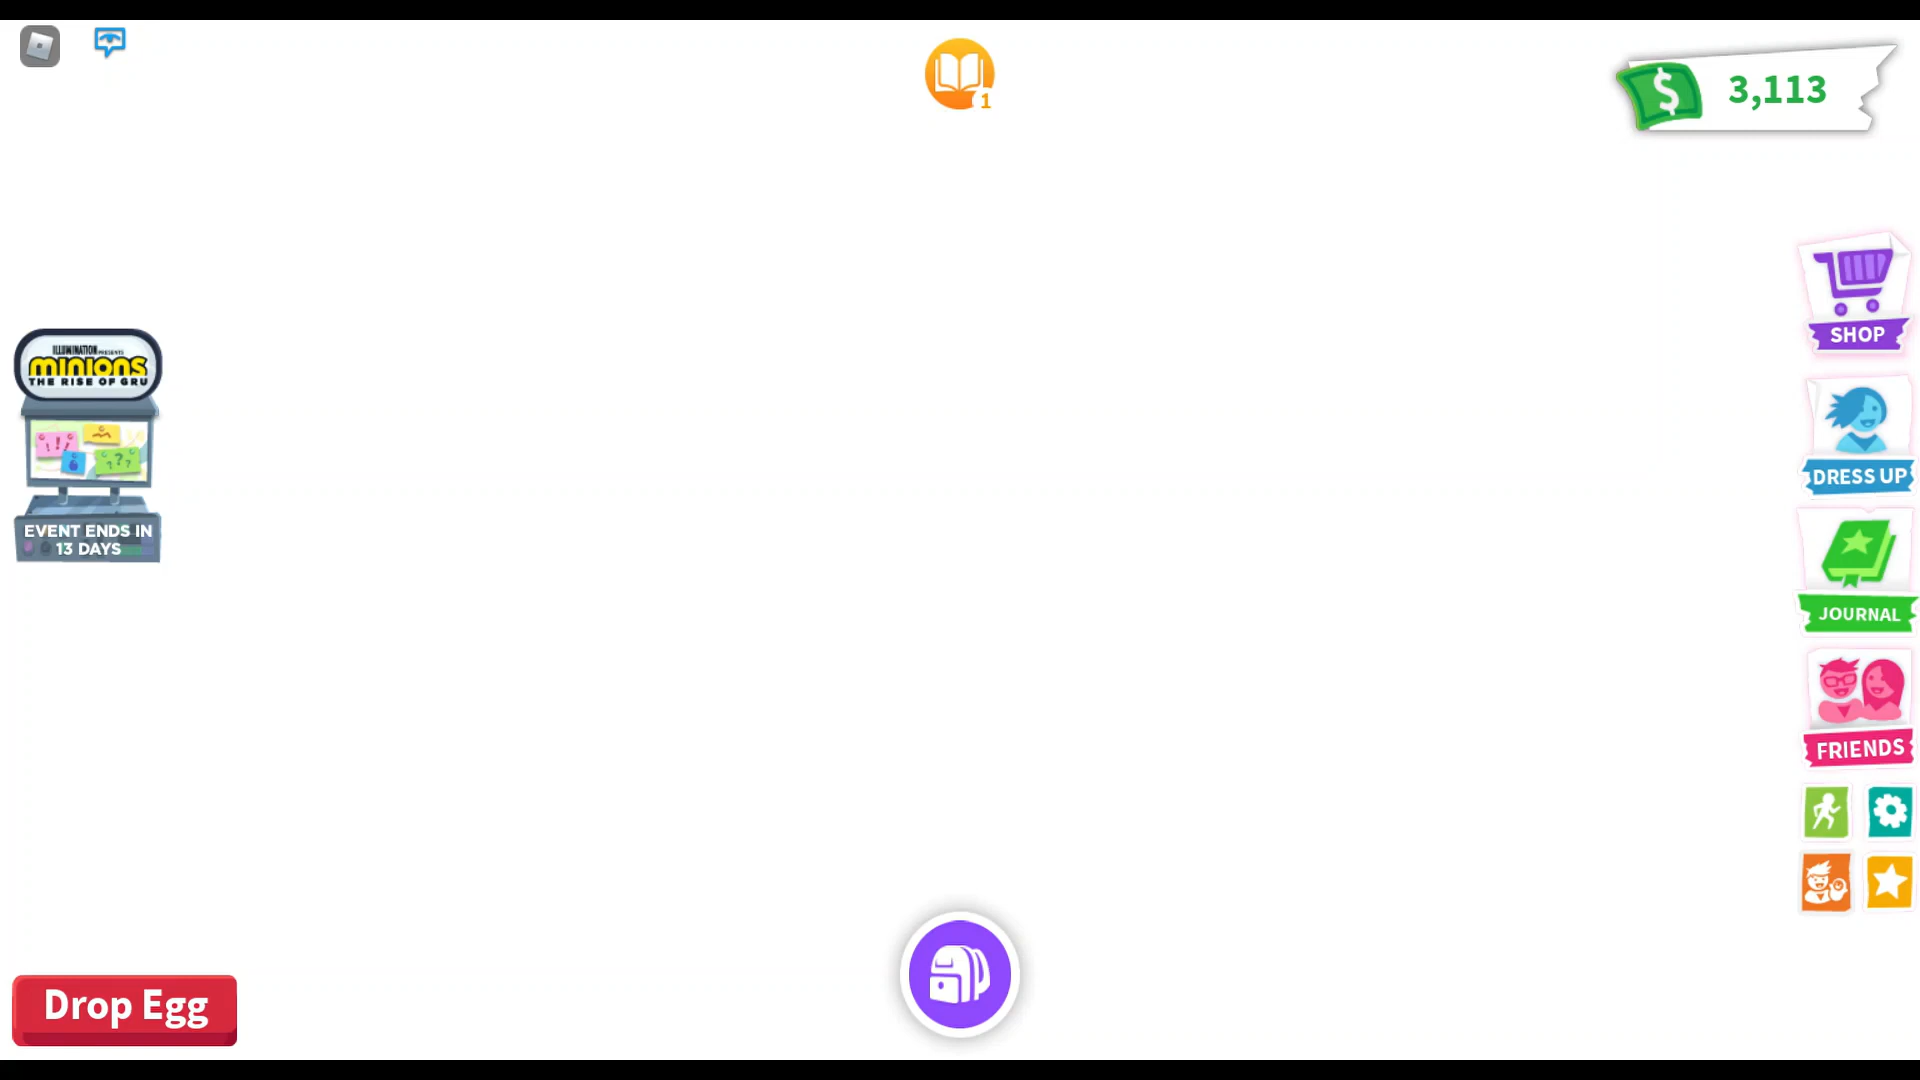 1
$ 3,113
ILLUMINATION PRESENTS
minions
THE RISE OF GRU
!!!
???
EVENT ENDS IN
13 DAYS
SHOP
DRESS UP
JOURNAL
FRIENDS
Drop Egg